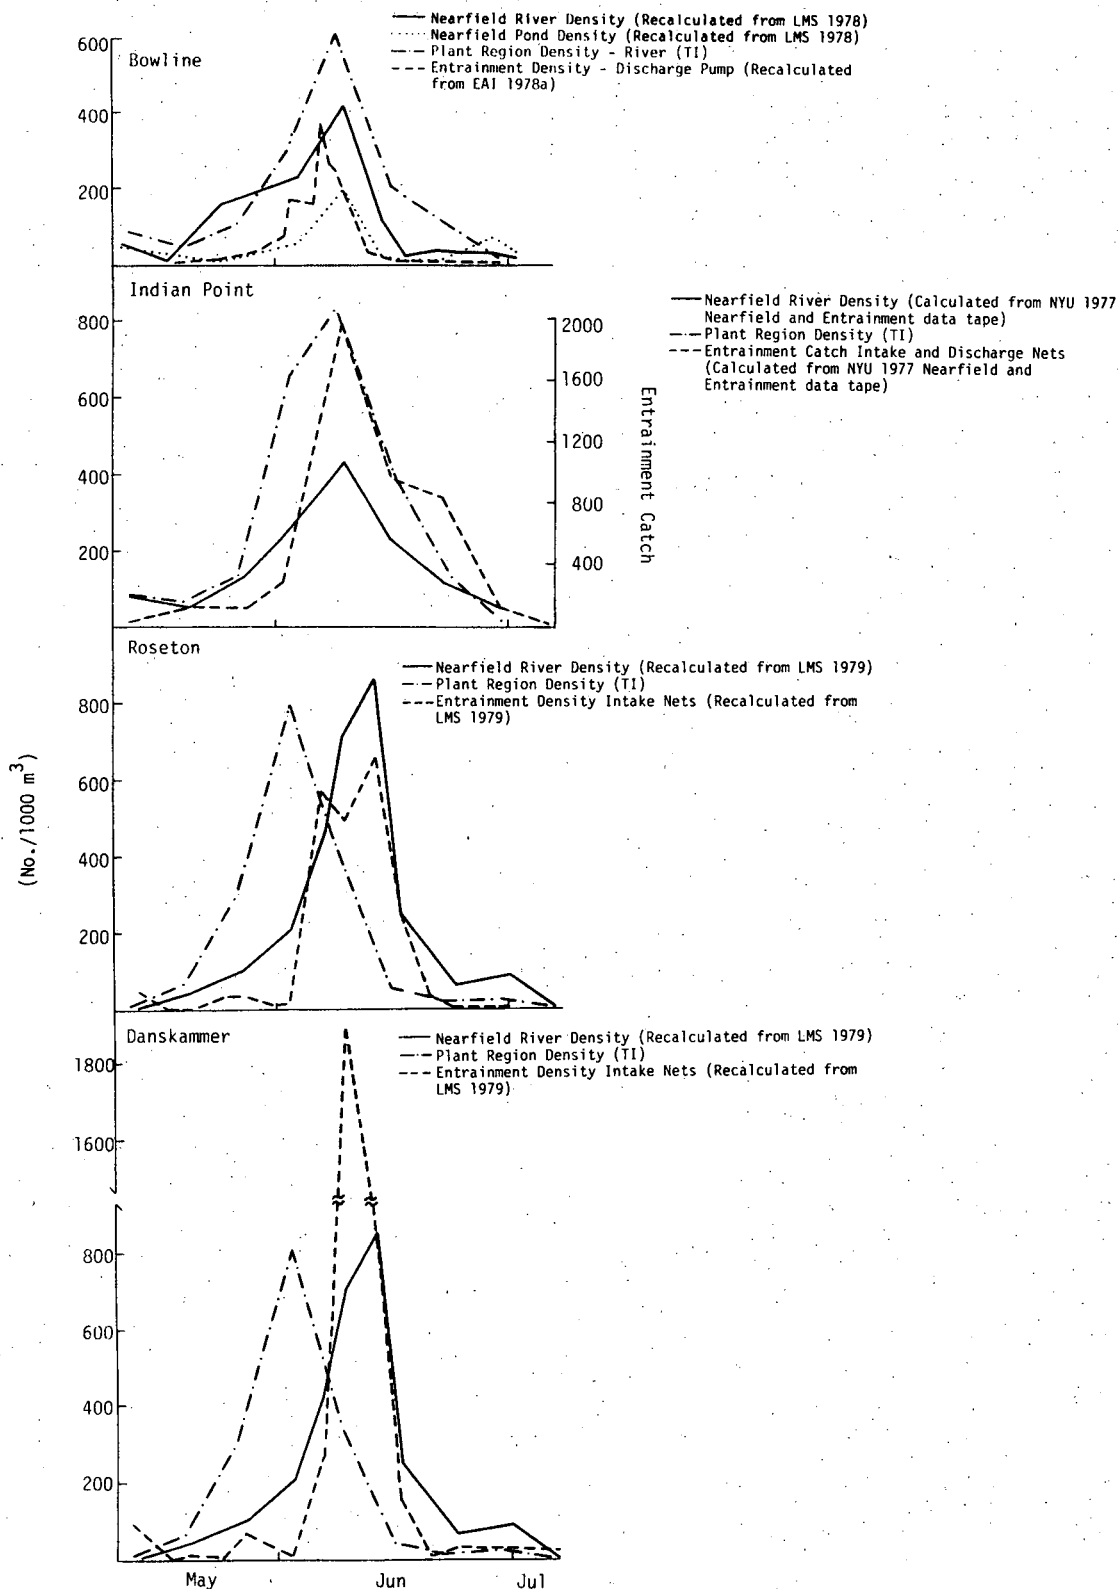 Nearfield River Density (Recalculated from LMS 1978)
Nearfield Pond Density (Recalculated from LMS 1978)
Plant Region Density - River (TI)
Entrainment Density - Discharge Pump (Recalculated
from EAI 1978a)
Bowline
600
400
200
Indian Point
Nearfield River Density (Calculated from NYU 1977
Nearfield and Entrainment data tape)
Plant Region Density (TI)
Entrainment Catch Intake and Discharge Nets
(Calculated from NYU 1977 Nearfield and
Entrainment data tape)
800
600
400
200
2000
1600
1200
800
400
Entrainment Catch
Roseton
Nearfield River Density (Recalculated from LMS 1979)
Plant Region Density (TI)
Entrainment Density Intake Nets (Recalculated from
LMS 1979)
800
600
400
200
(No./1000 m³)
Danskammer
Nearfield River Density (Recalculated from LMS 1979)
Plant Region Density (TI)
Entrainment Density Intake Nets (Recalculated from
LMS 1979)
1800
1600
800
600
400
200
May Jun Jul